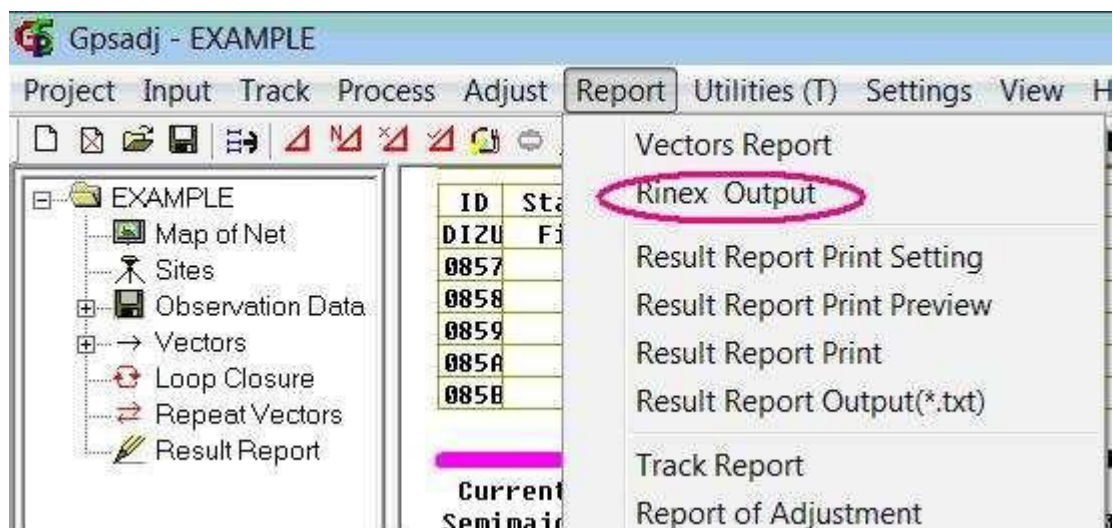 Gpsadj - EXAMPLE
Project Input Track Process Adjust Report Utilities (T) Settings View
EXAMPLE
Map of Net
Sites
Observation Data
Vectors
Loop Closure
Repeat Vectors
Result Report
ID
DIZU
0857
0858
0859
085A
085B
Current
Vectors Report
Rinex Output
Result Report Print Setting
Result Report Print Preview
Result Report Print
Result Report Output(*.txt)
Track Report
Report of Adjustment